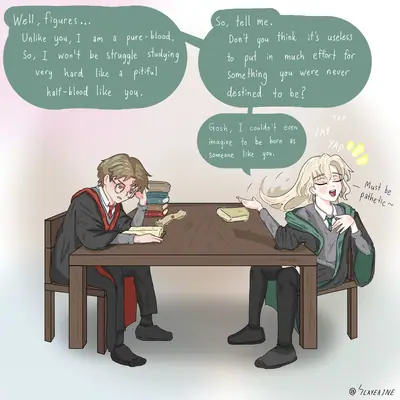 Well, figures...
Unlike you, I am a pure-blood.
So, I won't be struggle studying
very hard like a pitiful
half-blood like you.
So, tell me.
Don't you think it's useless
to put in much effort for
something you were never
destined to be?
Gosh, I couldn't even
imagine to be born as
someone like you.
YAP
YAP
YAP
Must be
pathetic~
@SLAYEAINE